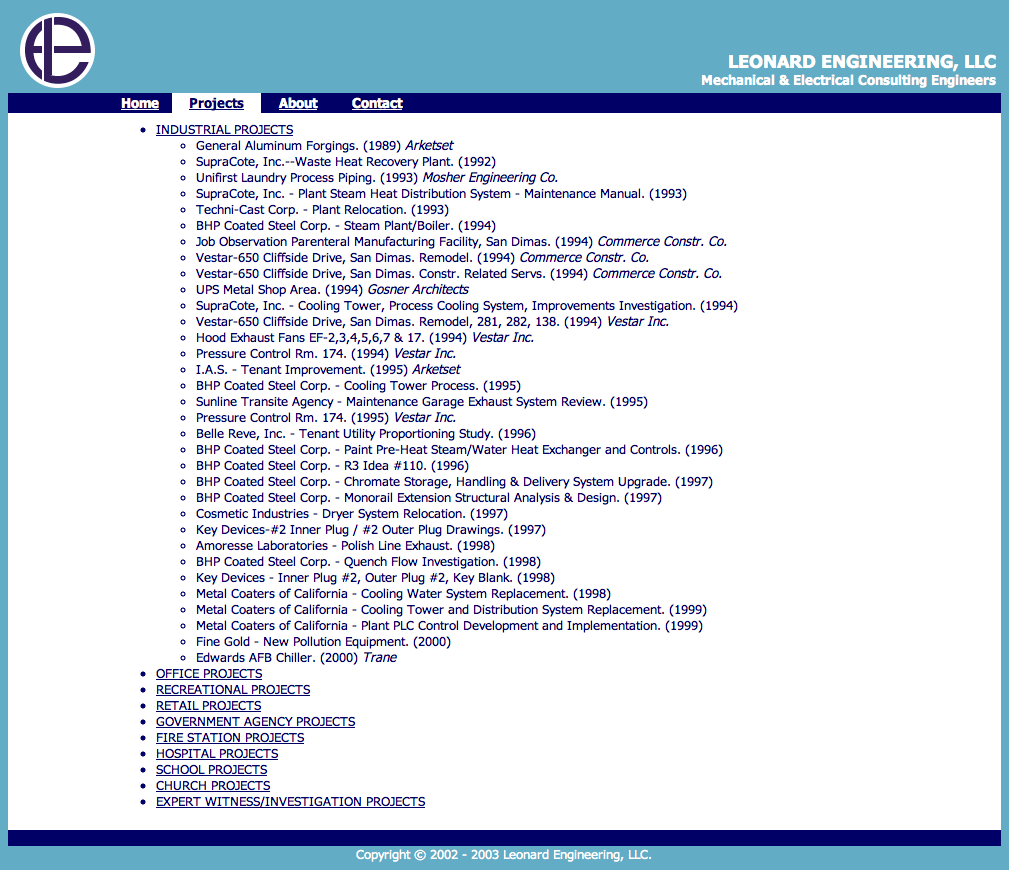 LEONARD ENGINEERING, LLC
Mechanical & Electrical Consulting Engineers
Home Projects About Contact
INDUSTRIAL PROJECTS
General Aluminum Forgings. (1989) Arketset
SupraCote, Inc.--Waste Heat Recovery Plant. (1992)
Unifirst Laundry Process Piping. (1993) Mosher Engineering Co.
SupraCote, Inc. - Plant Steam Heat Distribution System - Maintenance Manual. (1993)
Techni-Cast Corp. - Plant Relocation. (1993)
BHP Coated Steel Corp. - Steam Plant/Boiler. (1994)
Job Observation Parenteral Manufacturing Facility, San Dimas. (1994) Commerce Constr. Co.
Vestar-650 Cliffside Drive, San Dimas. Remodel. (1994) Commerce Constr. Co.
Vestar-650 Cliffside Drive, San Dimas. Constr. Related Servs. (1994) Commerce Constr. Co.
UPS Metal Shop Area. (1994) Gosner Architects
SupraCote, Inc. - Cooling Tower, Process Cooling System, Improvements Investigation. (1994)
Vestar-650 Cliffside Drive, San Dimas. Remodel, 281, 282, 138. (1994) Vestar Inc.
Hood Exhaust Fans EF-2,3,4,5,6,7 & 17. (1994) Vestar Inc.
Pressure Control Rm. 174. (1994) Vestar Inc.
I.A.S. - Tenant Improvement. (1995) Arketset
BHP Coated Steel Corp. - Cooling Tower Process. (1995)
Sunline Transite Agency - Maintenance Garage Exhaust System Review. (1995)
Pressure Control Rm. 174. (1995) Vestar Inc.
Belle Reve, Inc. - Tenant Utility Proportioning Study. (1996)
BHP Coated Steel Corp. - Paint Pre-Heat Steam/Water Heat Exchanger and Controls. (1996)
BHP Coated Steel Corp. - R3 Idea #110. (1996)
BHP Coated Steel Corp. - Chromate Storage, Handling & Delivery System Upgrade. (1997)
BHP Coated Steel Corp. - Monorail Extension Structural Analysis & Design. (1997)
Cosmetic Industries - Dryer System Relocation. (1997)
Key Devices-#2 Inner Plug / #2 Outer Plug Drawings. (1997)
Amoresse Laboratories - Polish Line Exhaust. (1998)
BHP Coated Steel Corp. - Quench Flow Investigation. (1998)
Key Devices - Inner Plug #2, Outer Plug #2, Key Blank. (1998)
Metal Coaters of California - Cooling Water System Replacement. (1998)
Metal Coaters of California - Cooling Tower and Distribution System Replacement. (1999)
Metal Coaters of California - Plant PLC Control Development and Implementation. (1999)
Fine Gold - New Pollution Equipment. (2000)
Edwards AFB Chiller. (2000) Trane
OFFICE PROJECTS
RECREATIONAL PROJECTS
RETAIL PROJECTS
GOVERNMENT AGENCY PROJECTS
FIRE STATION PROJECTS
HOSPITAL PROJECTS
SCHOOL PROJECTS
CHURCH PROJECTS
EXPERT WITNESS/INVESTIGATION PROJECTS
Copyright © 2002 - 2003 Leonard Engineering, LLC.